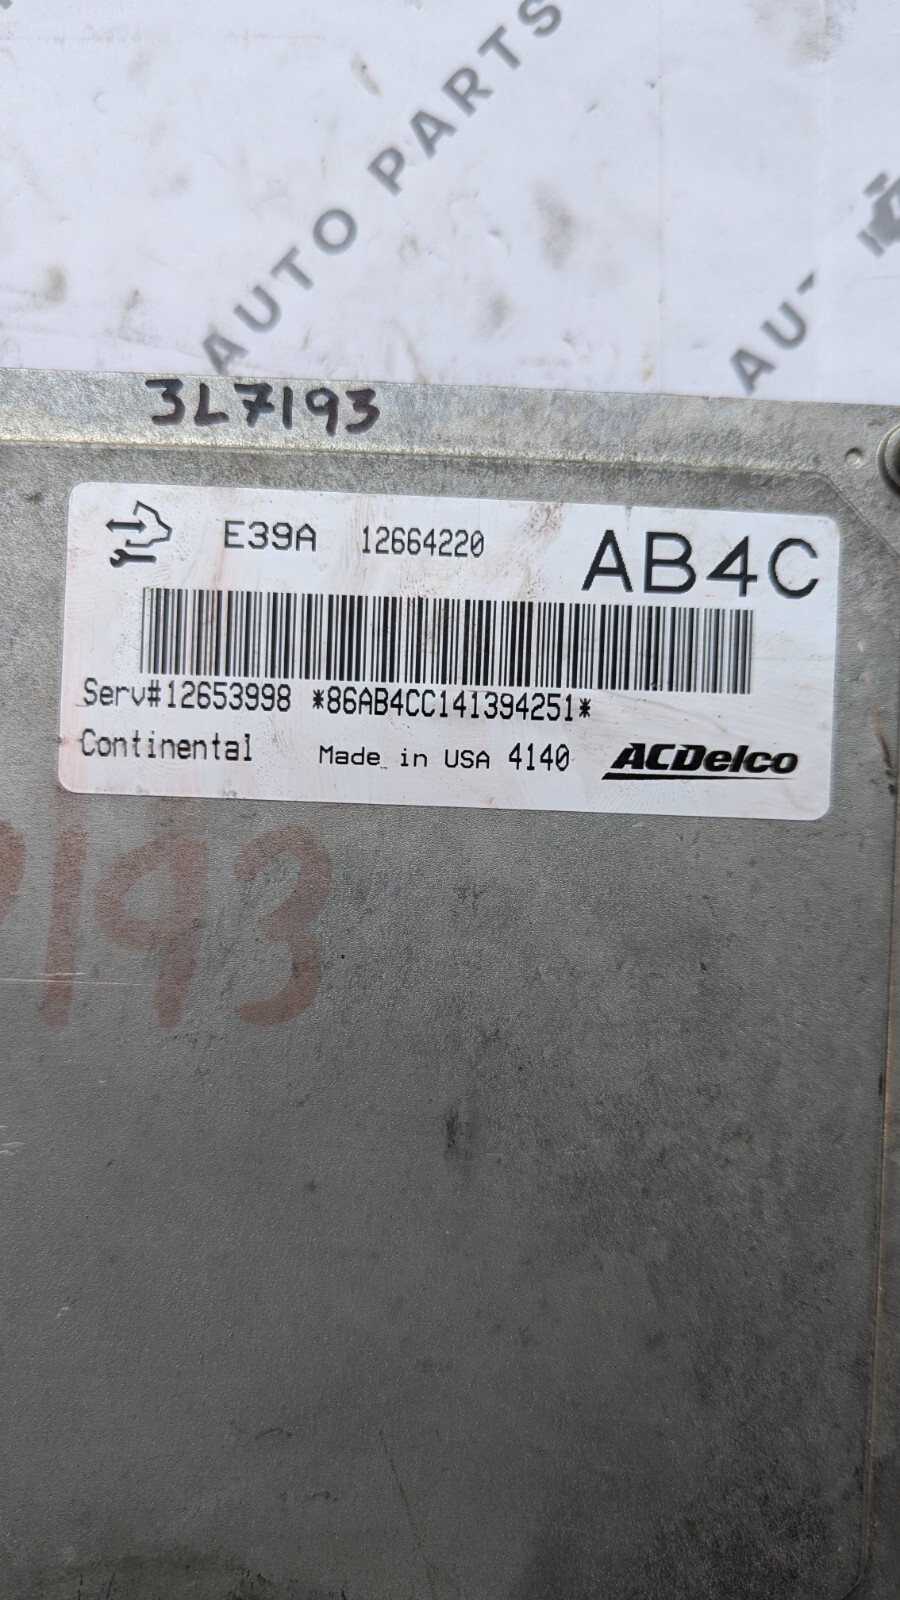 AUTO PARTS
AU
3L7193
E39A 12664220 AB4C
Serv#12653998 *86AB4CC141394251*
Continental Made in USA 4140 ACDelco
193